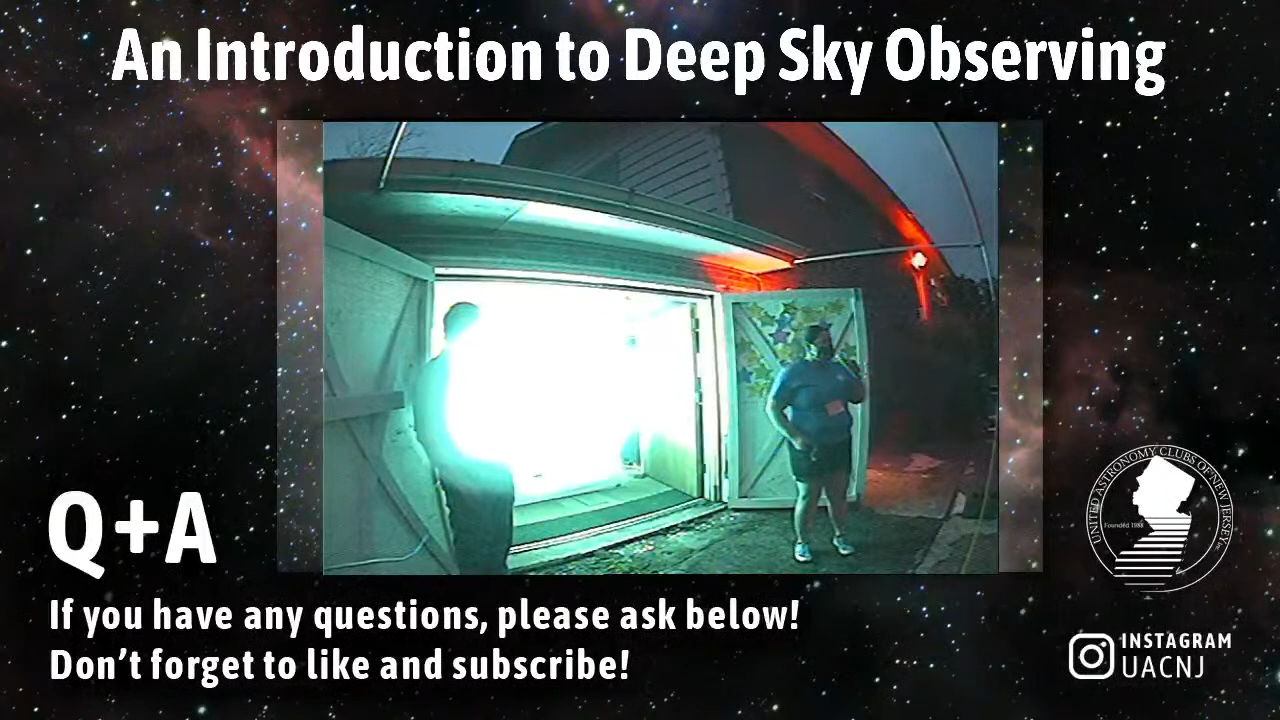 An Introduction to Deep Sky Observing
UNITED ASTRONOMY CLUBS OF NEW JERSEY, Inc.
Founded 1988
Q+A
If you have any questions, please ask below!
Don’t forget to like and subscribe!
INSTAGRAM
UACNJ